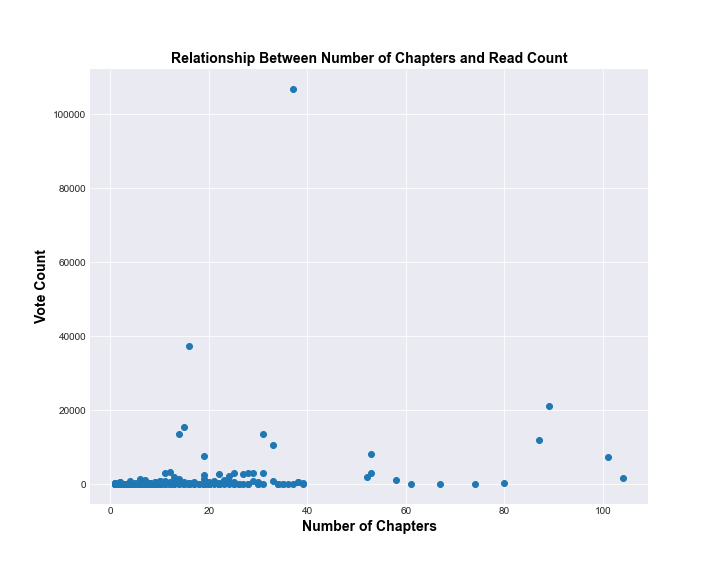 Relationship Between Number of Chapters and Read Count
100000
80000
60000
40000
20000
0
Vote Count
0 20 40 60 80 100
Number of Chapters